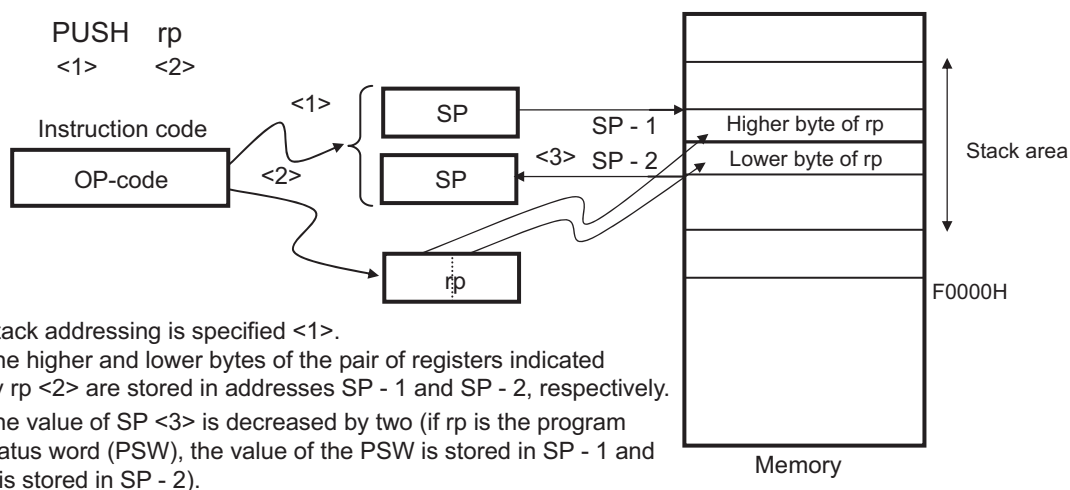 PUSH rp
<1> <2>
<1>
SP
SP - 1
Higher byte of rp
Instruction code
<3> SP - 2
Lower byte of rp
Stack area
OP-code
<2>
SP
rp
F0000H
tack addressing is specified <1>.
he higher and lower bytes of the pair of registers indicated
rp <2> are stored in addresses SP - 1 and SP - 2, respectively.
he value of SP <3> is decreased by two (if rp is the program
atus word (PSW), the value of the PSW is stored in SP - 1 and
is stored in SP - 2).
Memory